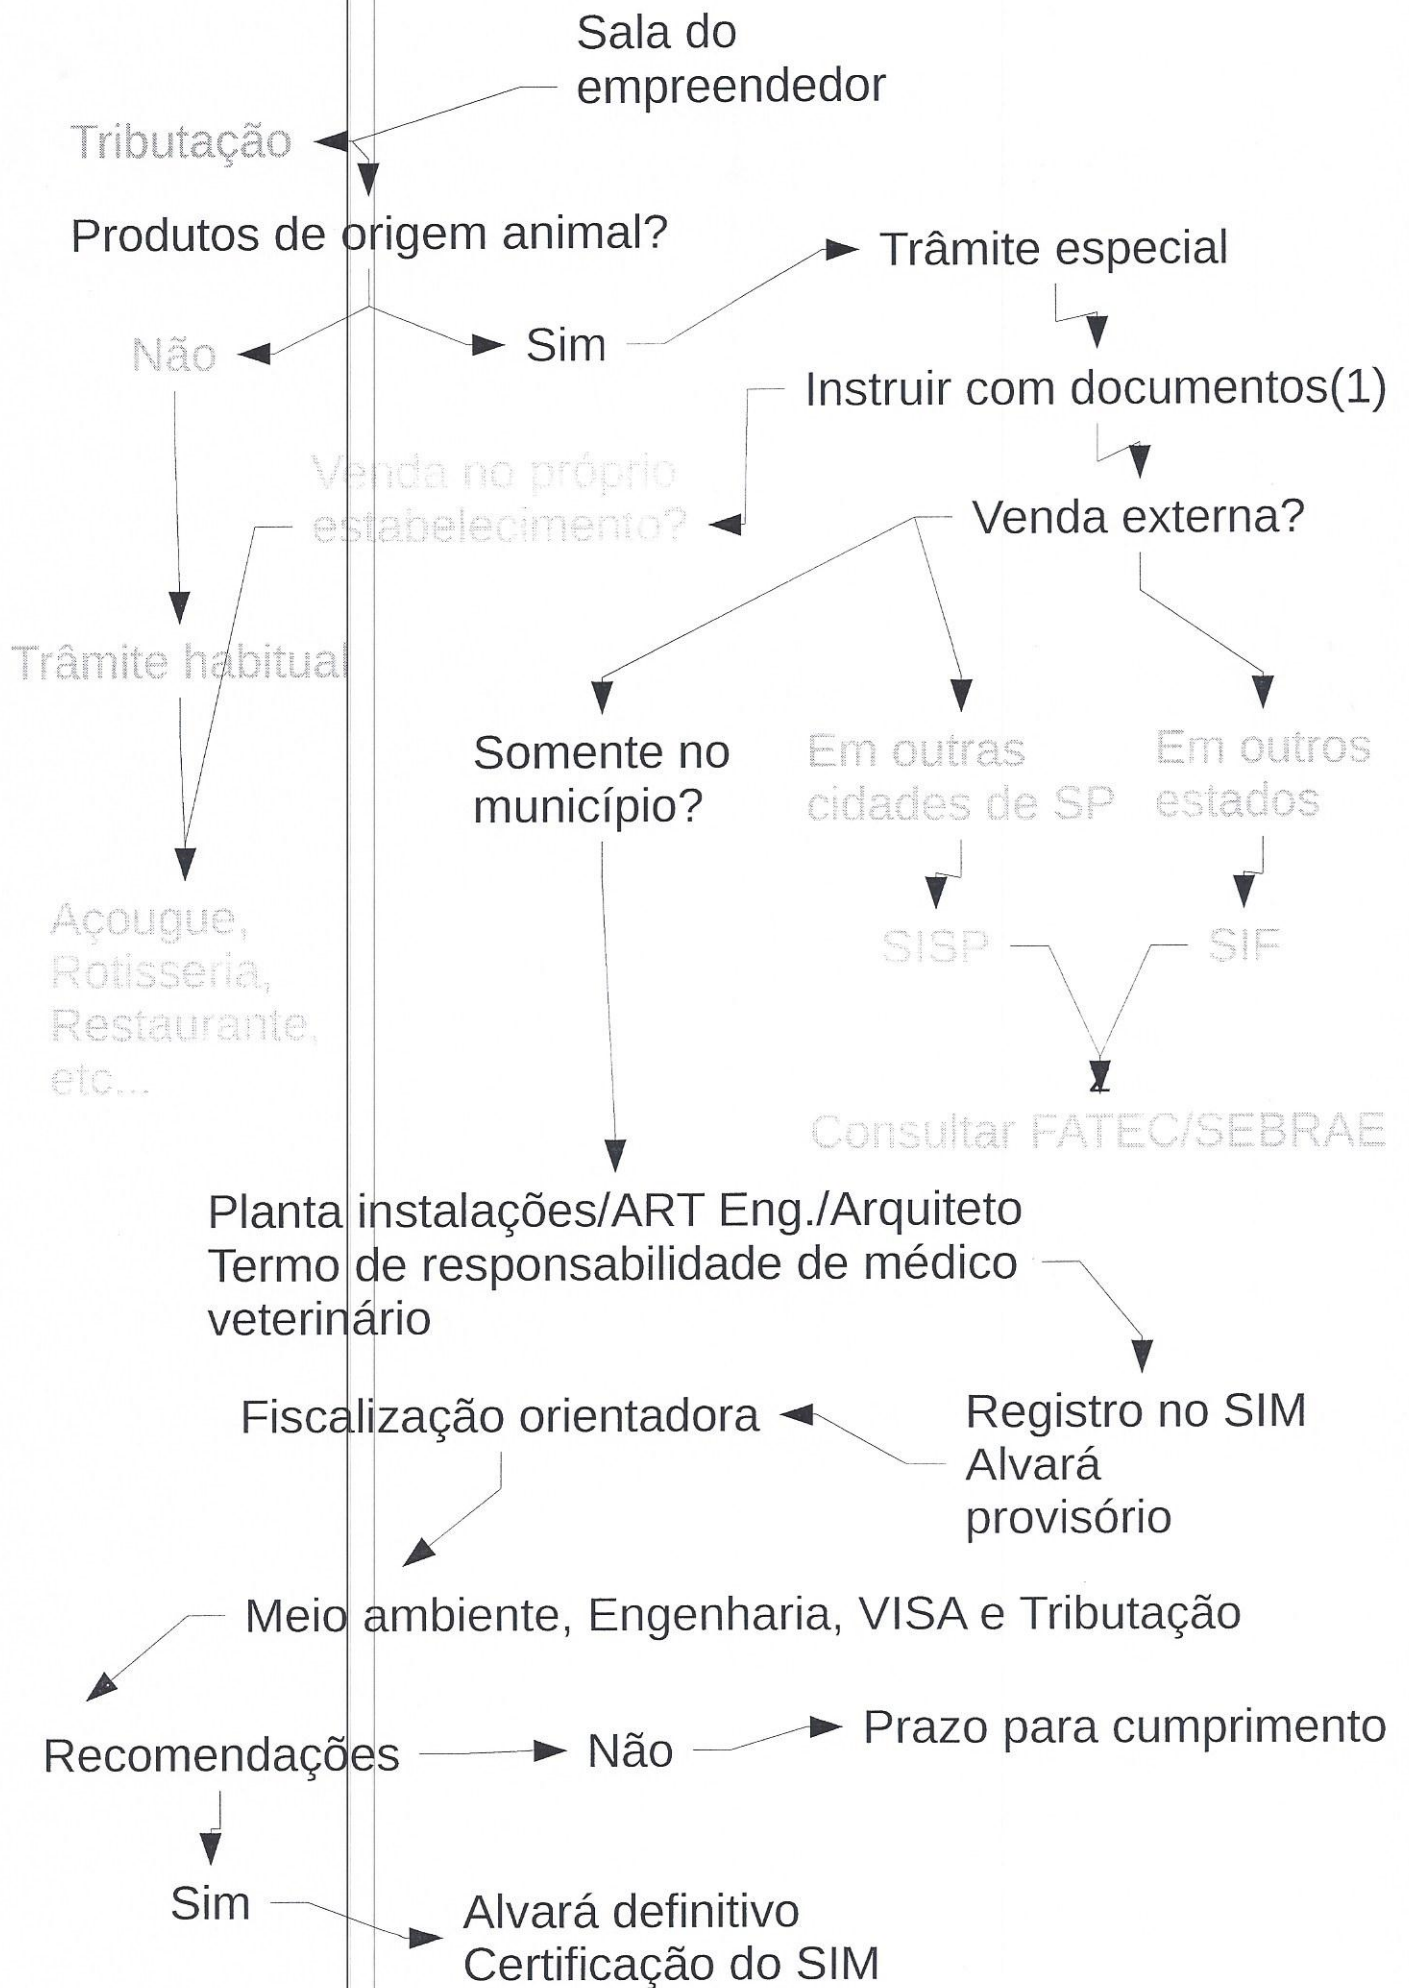 Sala do
empreendedor
Tributação
Produtos de origem animal?
Trâmite especial
Não
Sim
Instruir com documentos(1)
Venda no próprio
estabelecimento?
Venda externa?
Trâmite habitual
Somente no
município?
Em outras
cidades de SP
Em outros
estados
Açougue,
Rotisseria,
Restaurante,
etc...
SISP
SIF
Consultar FATEC/SEBRAE
Planta instalações/ART Eng./Arquiteto
Termo de responsabilidade de médico
veterinário
Fiscalização orientadora
Registro no SIM
Alvará
provisório
Meio ambiente, Engenharia, VISA e Tributação
Recomendações
Não
Prazo para cumprimento
Sim
Alvará definitivo
Certificação do SIM